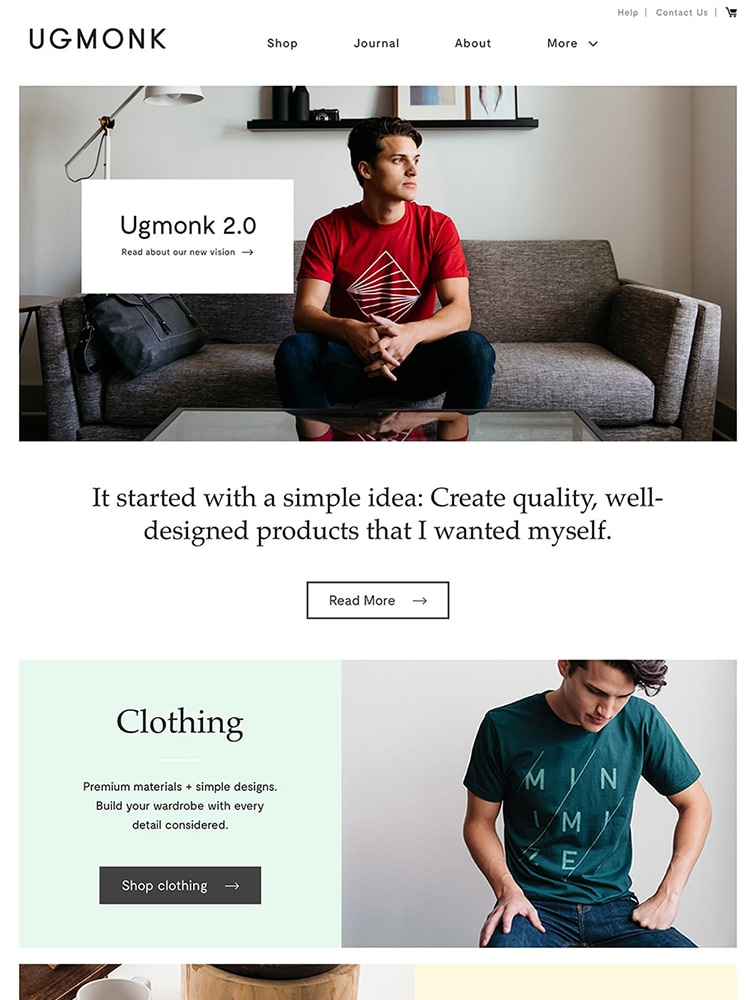 Help | Contact Us |
UGMONK
Shop Journal About More
Ugmonk 2.0
Read about our new vision →
It started with a simple idea: Create quality, well-
designed products that I wanted myself.
Read More →
Clothing
Premium materials + simple designs.
Build your wardrobe with every
detail considered.
Shop clothing →
MIN
IMI
ZE